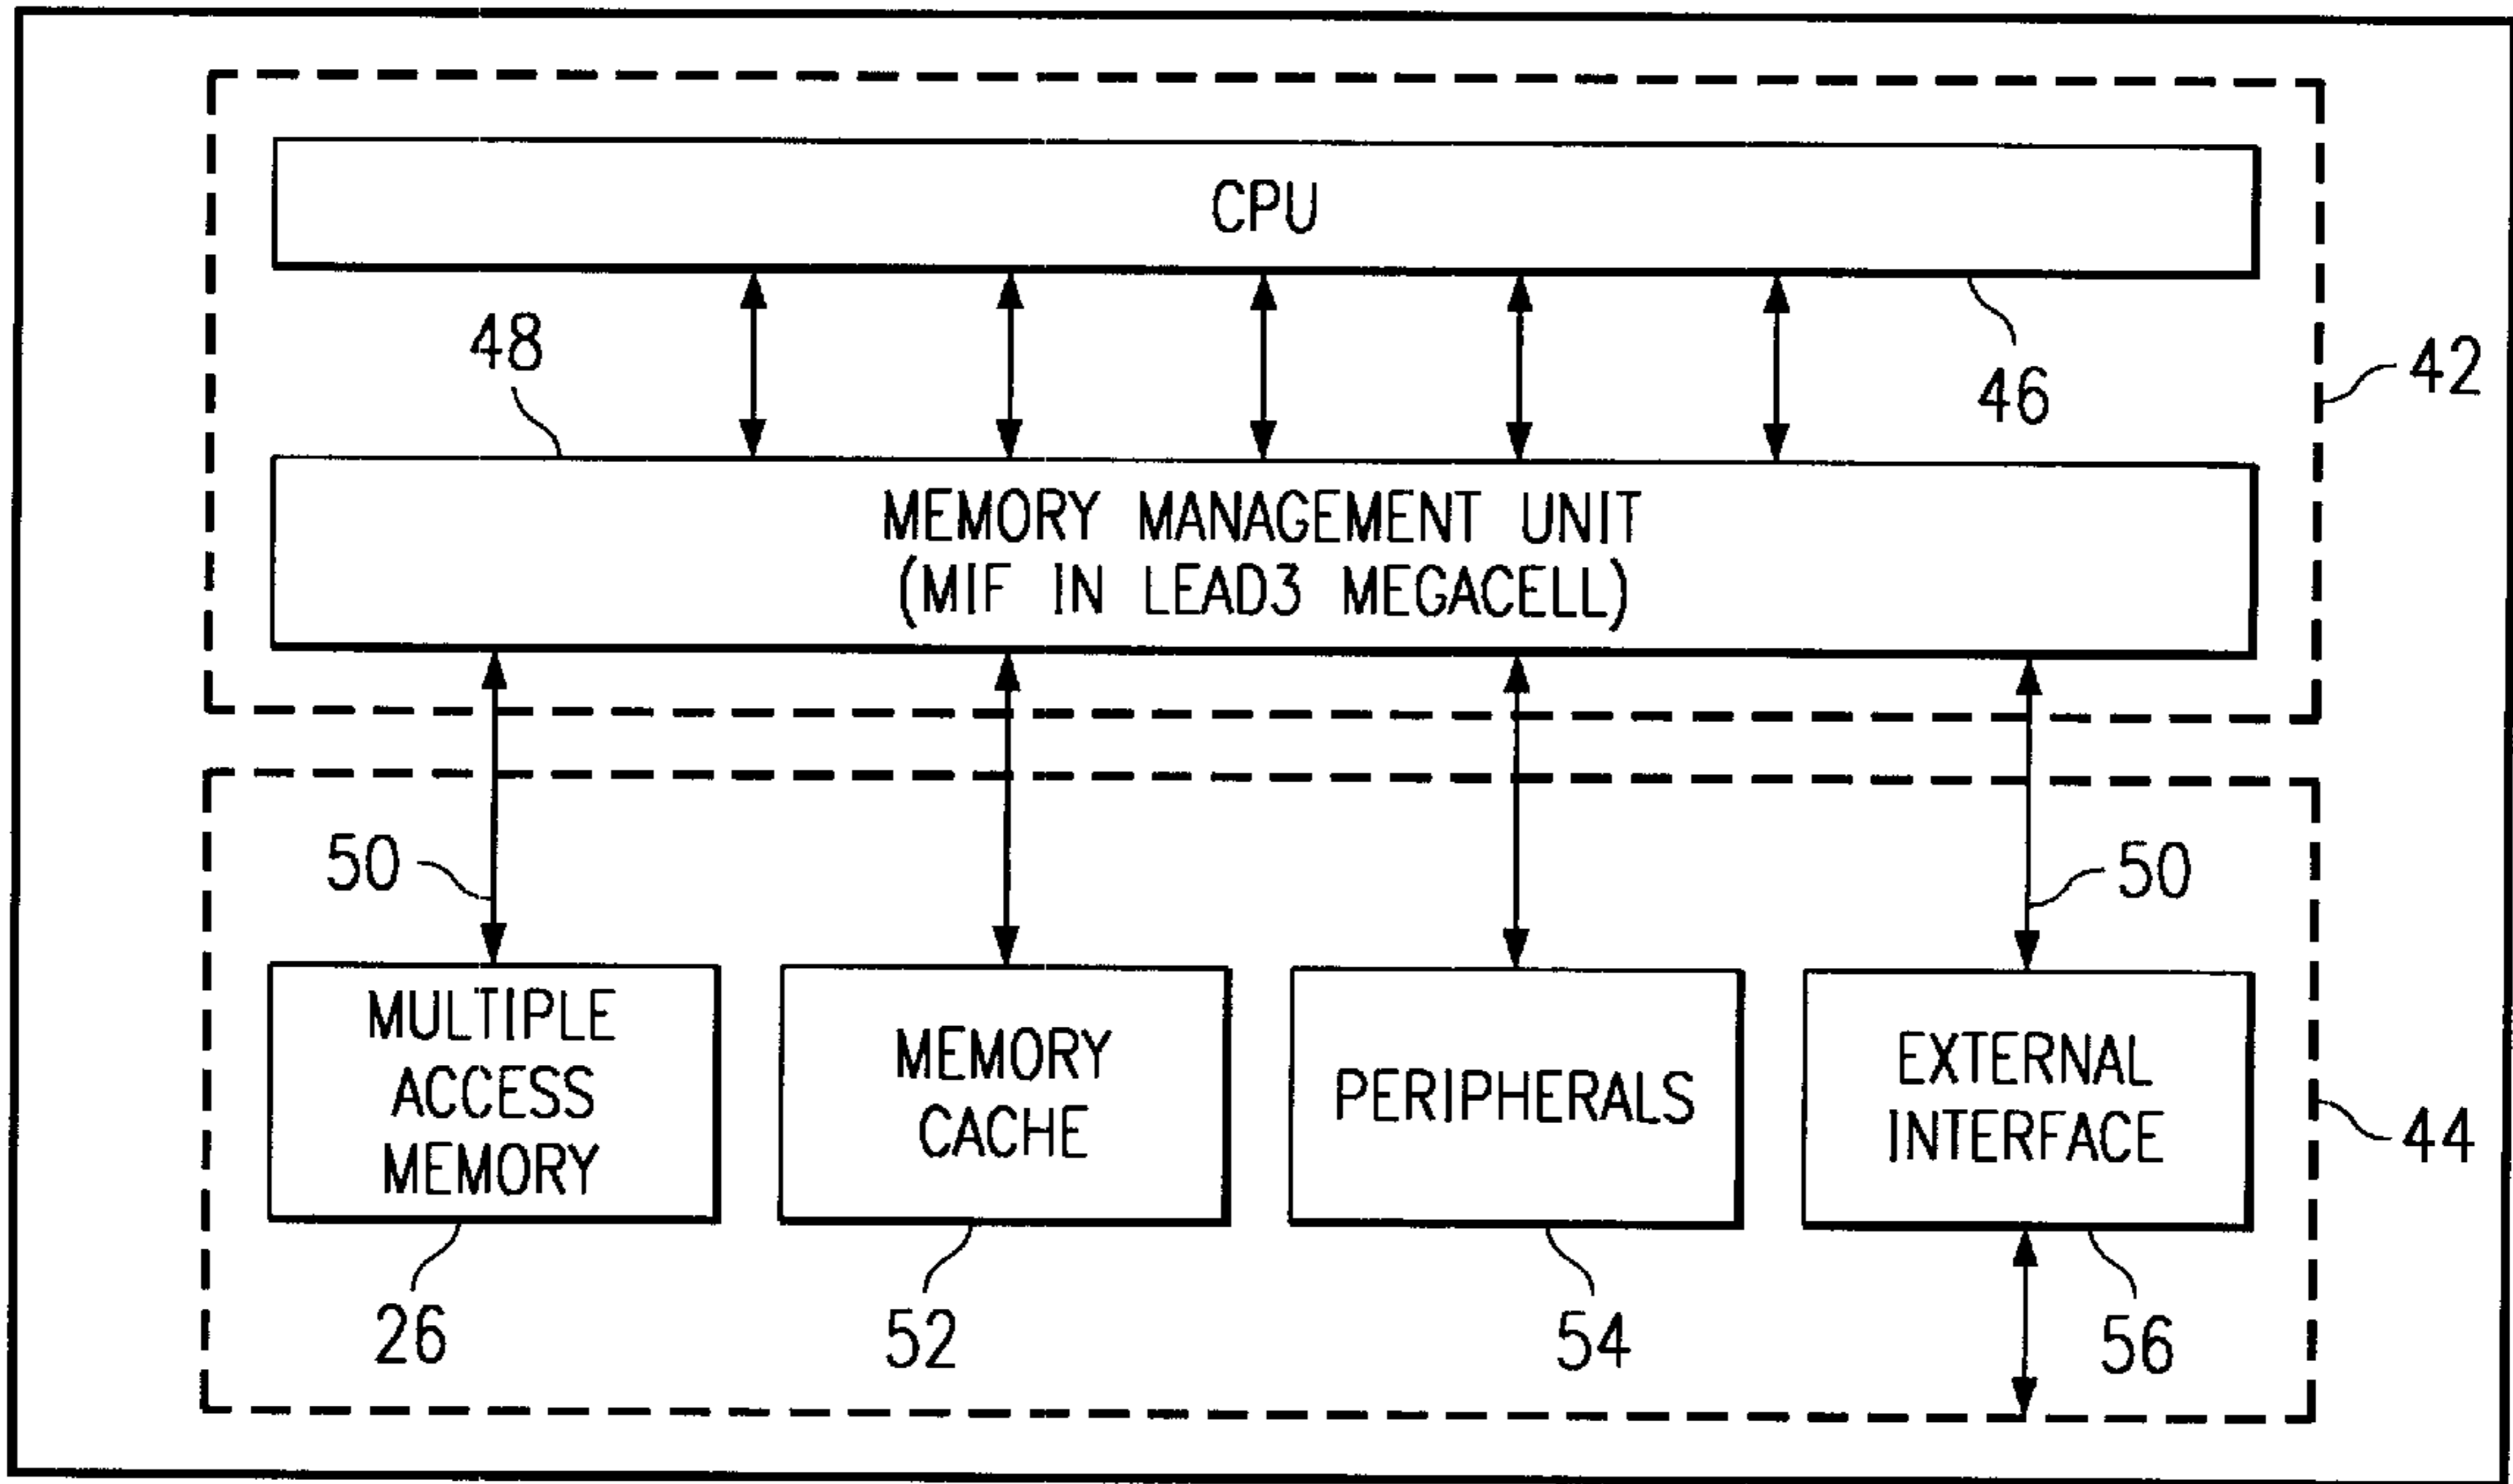 CPU
48
46
42
MEMORY MANAGEMENT UNIT
(MIF IN LEAD3 MEGACELL)
50
50
MULTIPLE
ACCESS
MEMORY
MEMORY
CACHE
PERIPHERALS
EXTERNAL
INTERFACE
44
26
52
54
56